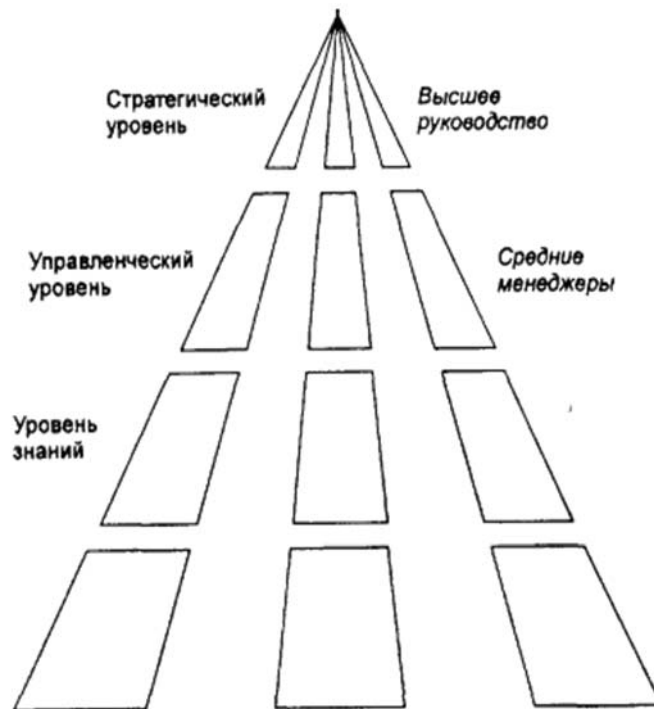 Стратегический
уровень
Высшее
руководство
Управленческий
уровень
Средние
менеджеры
Уровень
знаний